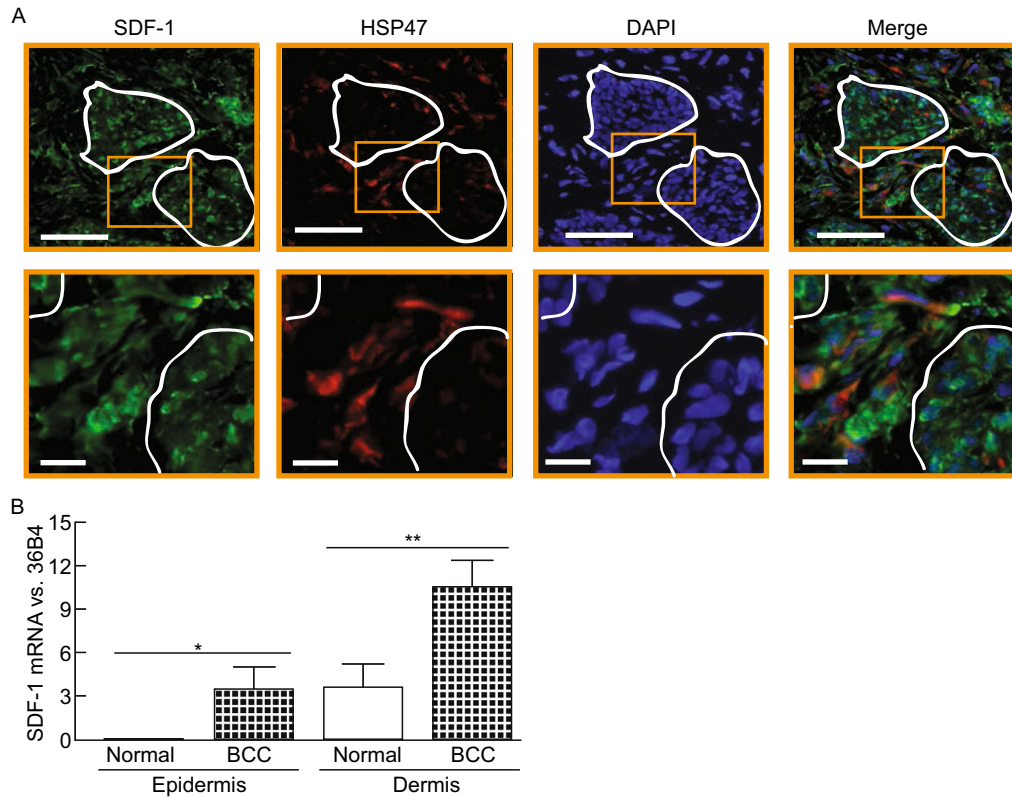 A
SDF-1 HSP47 DAPI Merge
B
SDF-1 mRNA vs. 36B4
15
12
9
6
3
0
*
**
Normal BCC Normal BCC
Epidermis Dermis